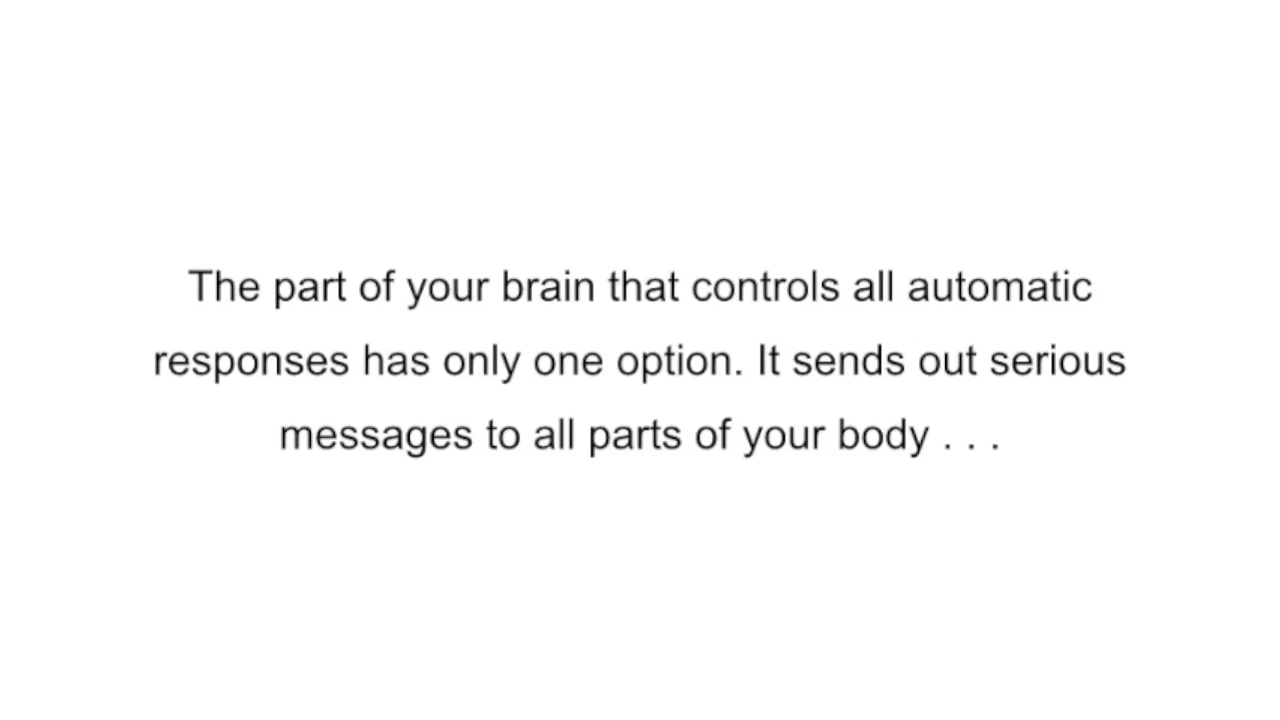 The part of your brain that controls all automatic
responses has only one option. It sends out serious
messages to all parts of your body . . .